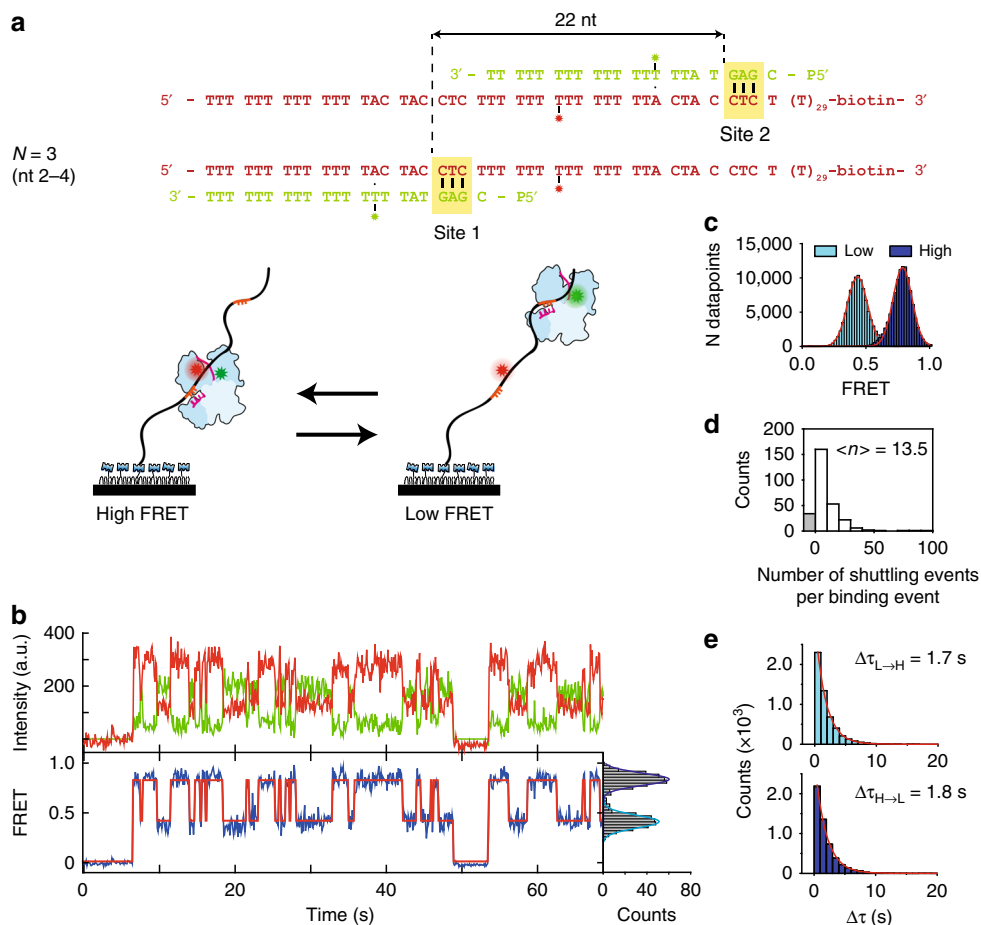 a
22 nt
3′ - TT TTT TTT TTT TTT TTA T GAG C - P5′
5′ - TTT TTT TTT TTT TAC TAC CTC TTT TTT TTT TTT TTA CTA C CTC T (T)29-biotin- 3′
Site 2
N = 3
(nt 2–4)
5′ - TTT TTT TTT TTT TAC TAC CTC TTT TTT TTT TTT TTA CTA C CTC T (T)29-biotin- 3′
3′ - TTT TTT TTT TTT TTT TAT GAG C - P5′
Site 1
High FRET
Low FRET
b
Intensity (a.u.)
400
200
0
FRET
1.0
0.5
0
0 20 40 60
Time (s)
0 40 80
Counts
c
N datapoints
15,000
10,000
5,000
0
Low High
0.0 0.5 1.0
FRET
d
Counts
200
150
100
50
0
<n> = 13.5
0 50 100
Number of shuttling events
per binding event
e
Counts (×10³)
2.0
1.0
0
ΔτL→H = 1.7 s
2.0
1.0
0
ΔτH→L = 1.8 s
0 10 20
Δτ (s)